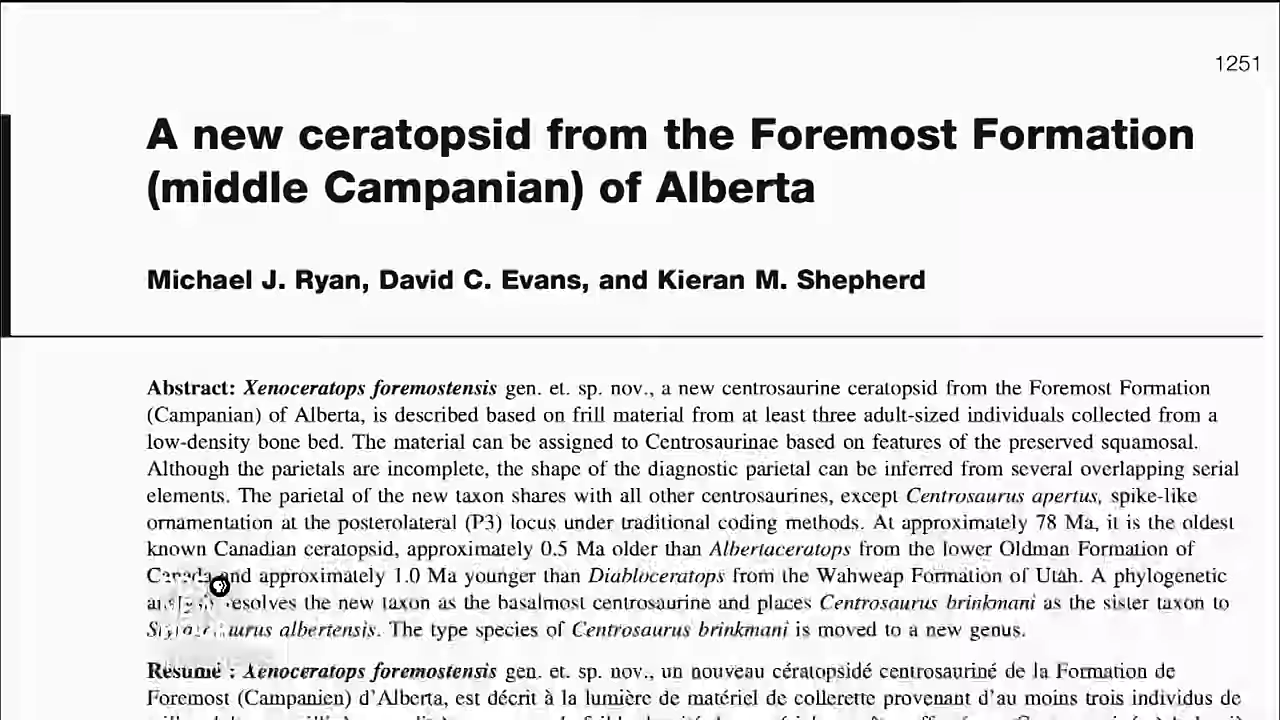 1251
A new ceratopsid from the Foremost Formation
(middle Campanian) of Alberta
Michael J. Ryan, David C. Evans, and Kieran M. Shepherd
Abstract: Xenoceratops foremostensis gen. et. sp. nov., a new centrosaurine ceratopsid from the Foremost Formation
(Campanian) of Alberta, is described based on frill material from at least three adult-sized individuals collected from a
low-density bone bed. The material can be assigned to Centrosaurinae based on features of the preserved squamosal.
Although the parietals are incomplete, the shape of the diagnostic parietal can be inferred from several overlapping serial
elements. The parietal of the new taxon shares with all other centrosaurines, except Centrosaurus apertus, spike-like
ornamentation at the posterolateral (P3) locus under traditional coding methods. At approximately 78 Ma, it is the oldest
known Canadian ceratopsid, approximately 0.5 Ma older than Albertaceratops from the lower Oldman Formation of
Canada and approximately 1.0 Ma younger than Diabloceratops from the Wahweap Formation of Utah. A phylogenetic
resolves the new taxon as the basalmost centrosaurine and places Centrosaurus brinkmani as the sister taxon to
albertensis. The type species of Centrosaurus brinkmani is moved to a new genus.
Résumé : Xenoceratops foremostensis gen. et. sp. nov., un nouveau cératopsidé centrosauriné de la Formation de
Foremost (Campanien) d'Alberta, est décrit à la lumière de matériel de collerette provenant d'au moins trois individus de